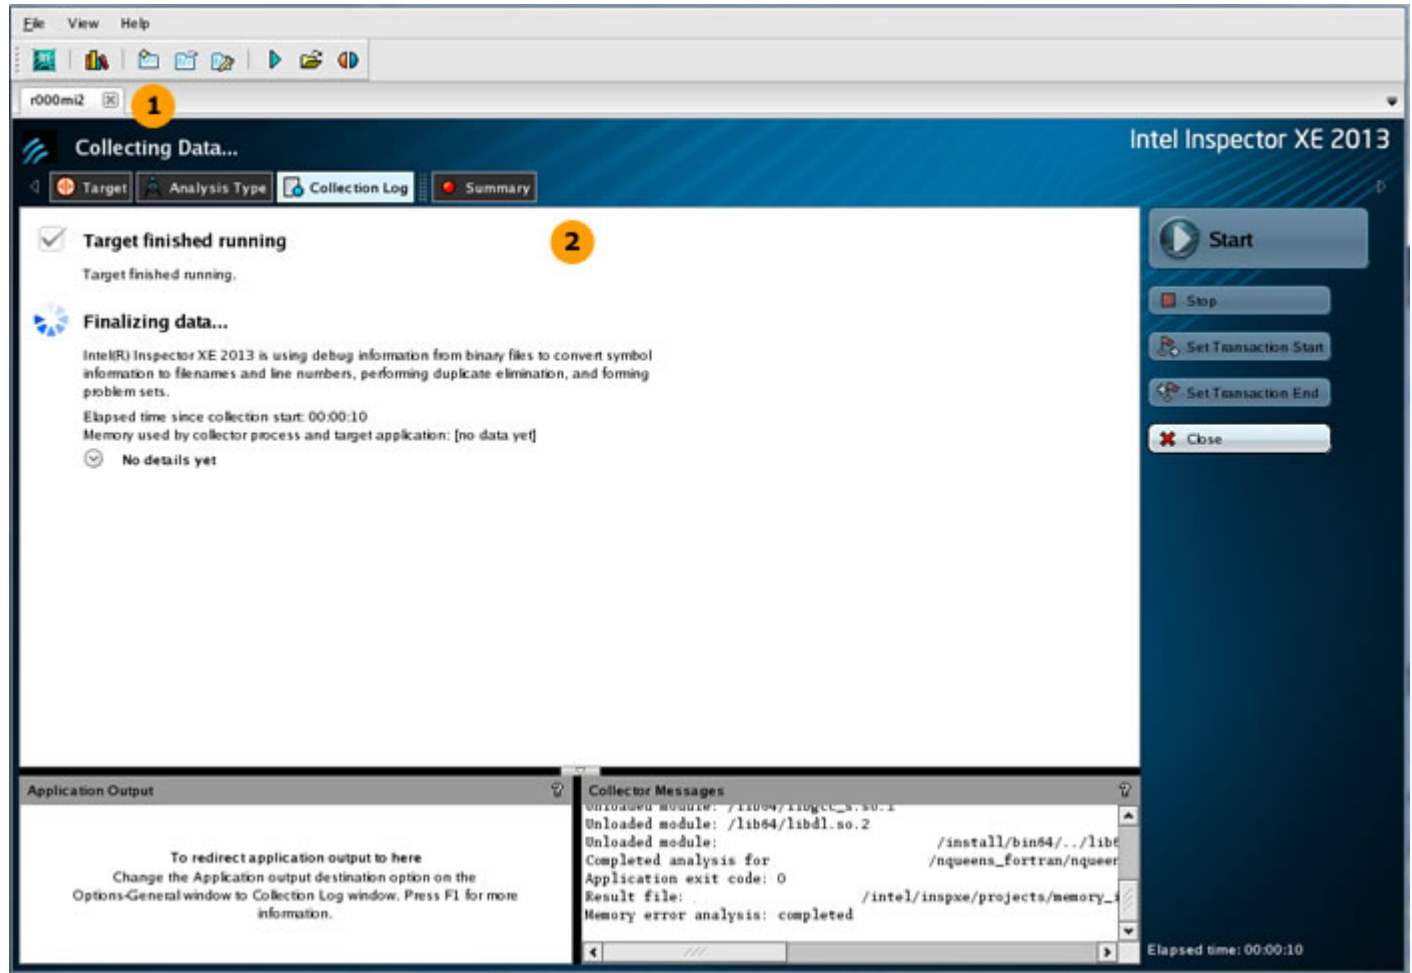 File View Help
r000mi2
1
Collecting Data...
Intel Inspector XE 2013
Target Analysis Type Collection Log Summary
Target finished running
2
Target finished running.
Finalizing data...
Intel(R) Inspector XE 2013 is using debug information from binary files to convert symbol
information to filenames and line numbers, performing duplicate elimination, and forming
problem sets.
Elapsed time since collection start: 00:00:10
Memory used by collector process and target application: [no data yet]
No details yet
Start
Stop
Set Transaction Start
Set Transaction End
Close
Application Output
To redirect application output to here
Change the Application output destination option on the
Options-General window to Collection Log window. Press F1 for more
information.
Collector Messages
Unloaded module: /lib64/libgcc_s.so.1
Unloaded module: /lib64/libdl.so.2
Unloaded module: /install/bin64/../lib6
Completed analysis for /nqueens_fortran/nqueen
Application exit code: 0
Result file: /intel/inspxe/projects/memory_
Memory error analysis: completed
Elapsed time: 00:00:10